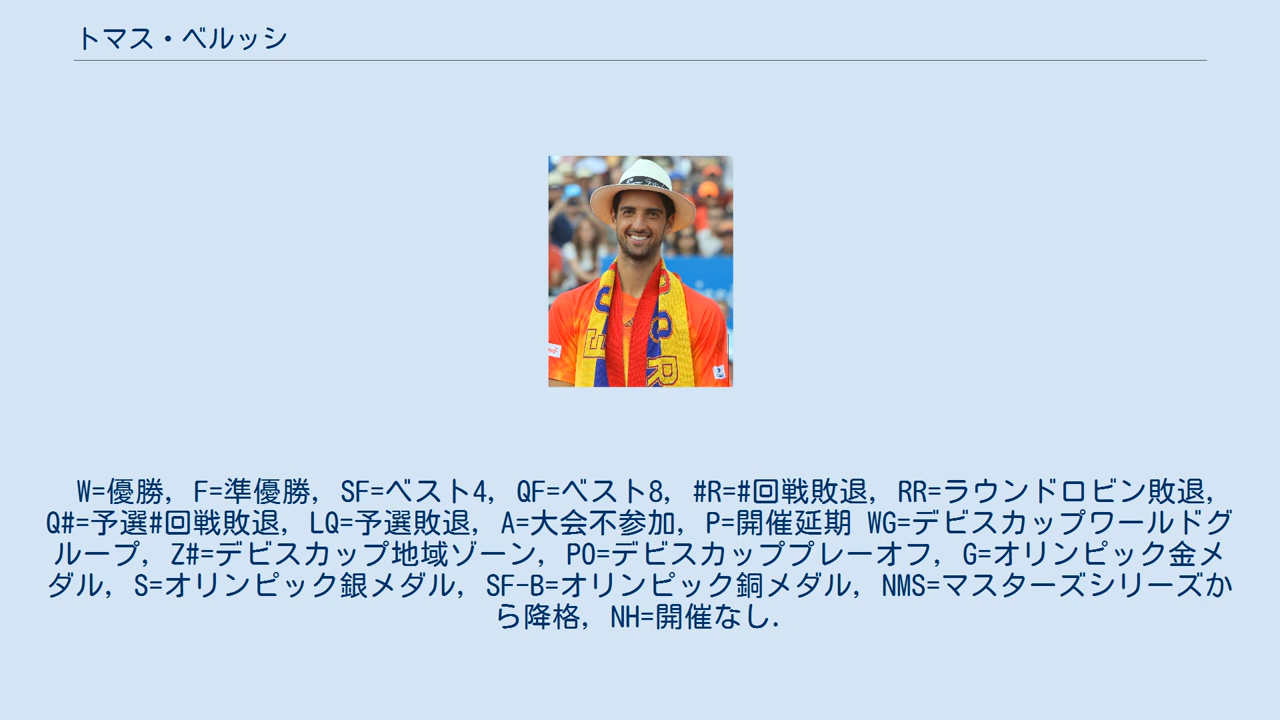 トマス・ベルッシ
W=優勝, F=準優勝, SF=ベスト4, QF=ベスト8, #R=#回戦敗退, RR=ラウンドロビン敗退,
Q#=予選#回戦敗退, LQ=予選敗退, A=大会不参加, P=開催延期 WG=デビスカップワールドグ
ループ, Z#=デビスカップ地域ゾーン, PO=デビスカッププレーオフ, G=オリンピック金メ
ダル, S=オリンピック銀メダル, SF-B=オリンピック銅メダル, NMS=マスターズシリーズか
ら降格, NH=開催なし.